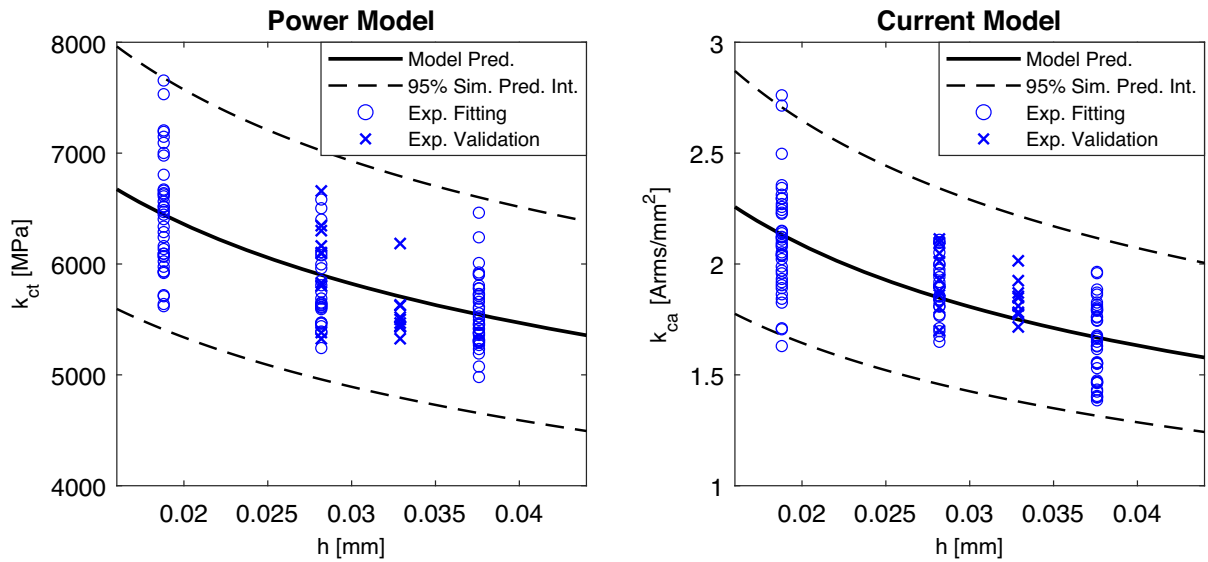 Power Model
8000
7000
6000
5000
4000
k_ct [MPa]
0.02 0.025 0.03 0.035 0.04
h [mm]
Model Pred.
95% Sim. Pred. Int.
Exp. Fitting
Exp. Validation
Current Model
3
2.5
2
1.5
1
k_ca [Arms/mm²]
0.02 0.025 0.03 0.035 0.04
h [mm]
Model Pred.
95% Sim. Pred. Int.
Exp. Fitting
Exp. Validation